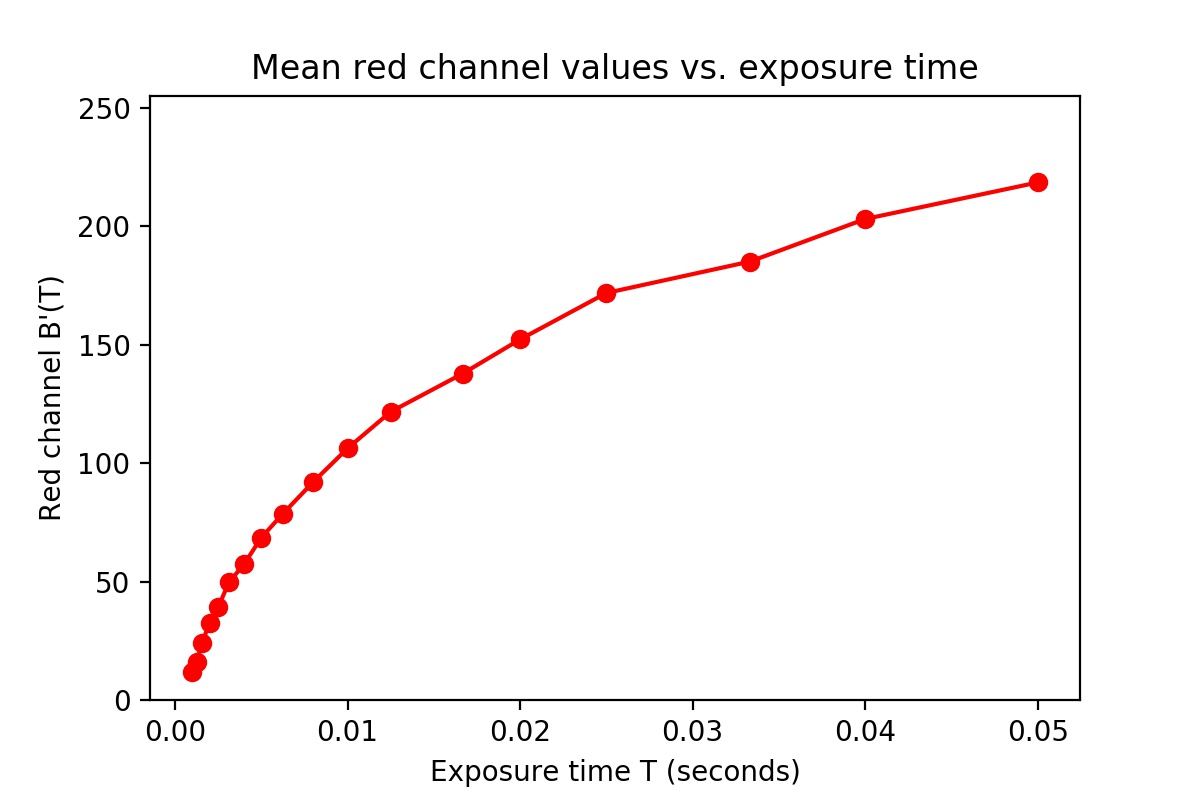 Mean red channel values vs. exposure time
250
200
150
100
50
0
Red channel B'(T)
0.00 0.01 0.02 0.03 0.04 0.05
Exposure time T (seconds)